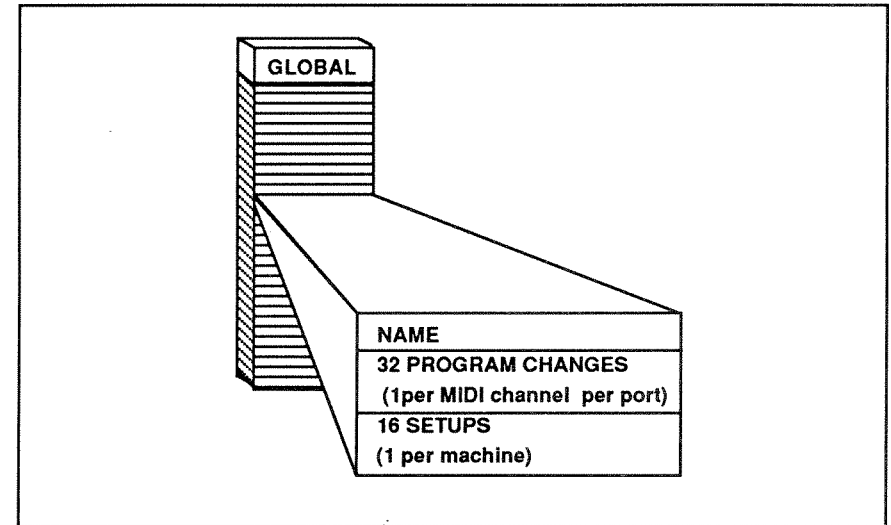 GLOBAL
NAME
32 PROGRAM CHANGES
(1per MIDI channel per port)
16 SETUPS
(1 per machine)